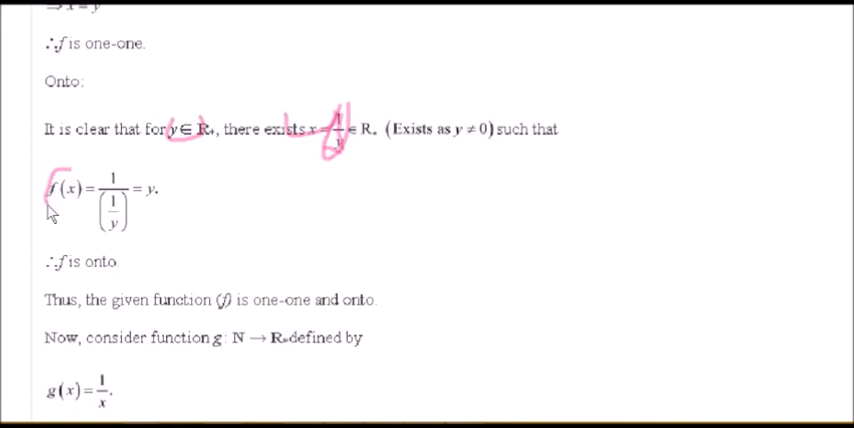 ⇒ x = y
∴ f is one-one.
Onto:
It is clear that for y ∈ R*, there exists x = 1/y ∈ R* (Exists as y ≠ 0) such that
f(x) = 1/(1/y) = y.
∴ f is onto.
Thus, the given function (f) is one-one and onto.
Now, consider function g: N → R* defined by
g(x) = 1/x.